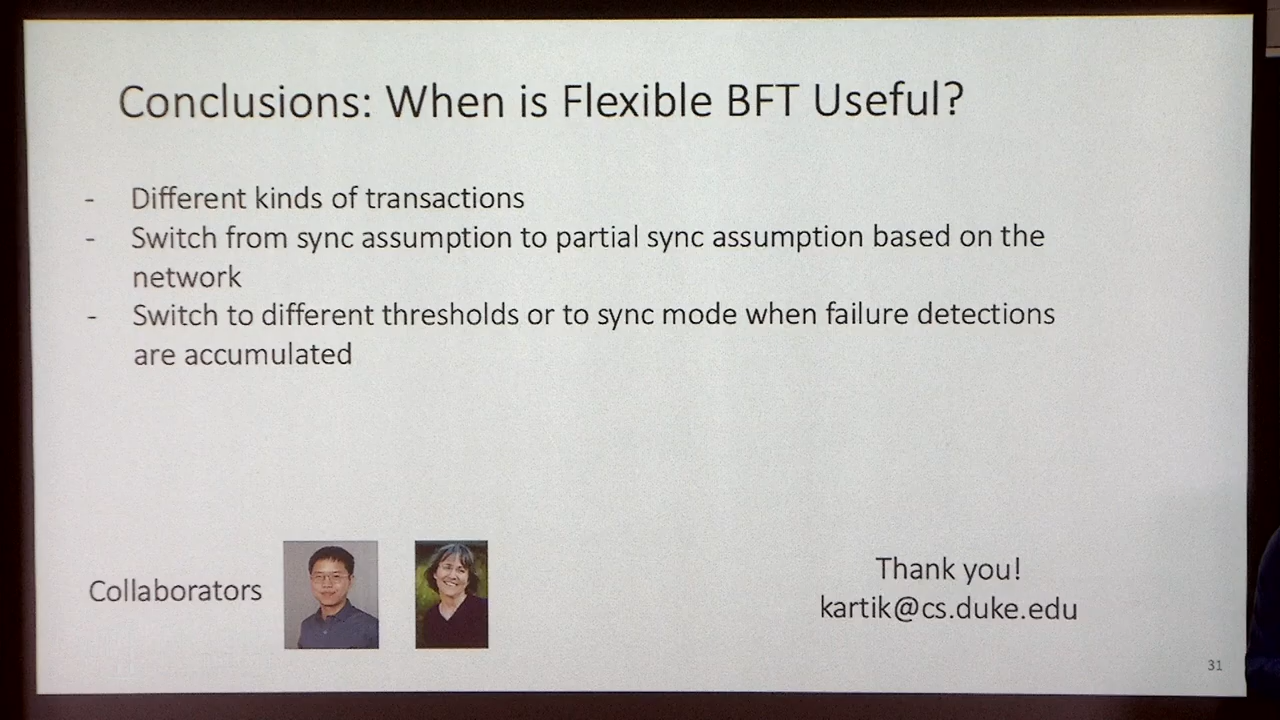 Conclusions: When is Flexible BFT Useful?
- Different kinds of transactions
- Switch from sync assumption to partial sync assumption based on the
network
- Switch to different thresholds or to sync mode when failure detections
are accumulated
Collaborators
Thank you!
kartik@cs.duke.edu
31